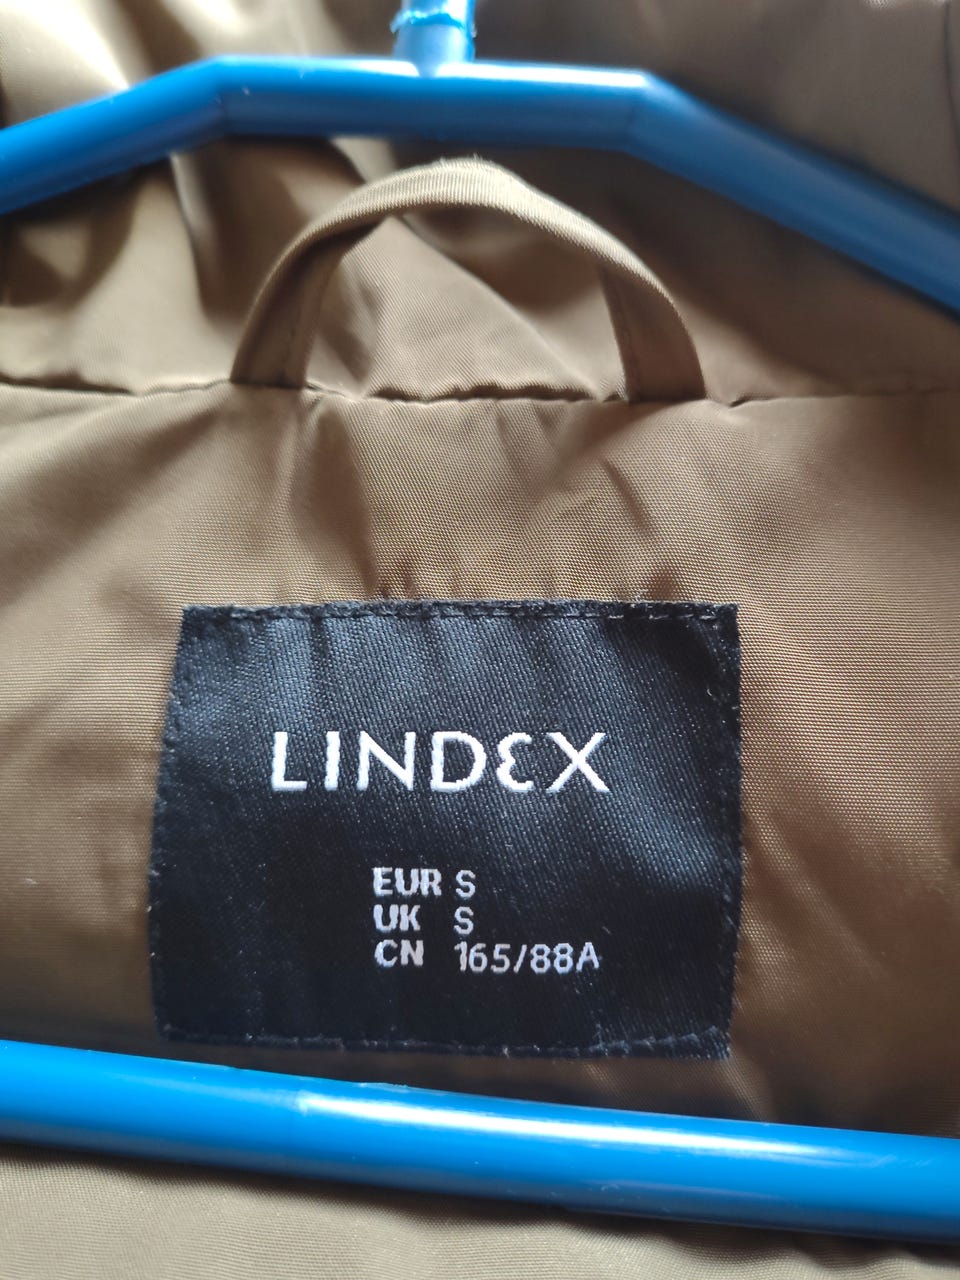 LINDEX
EUR S
UK S
CN 165/88A